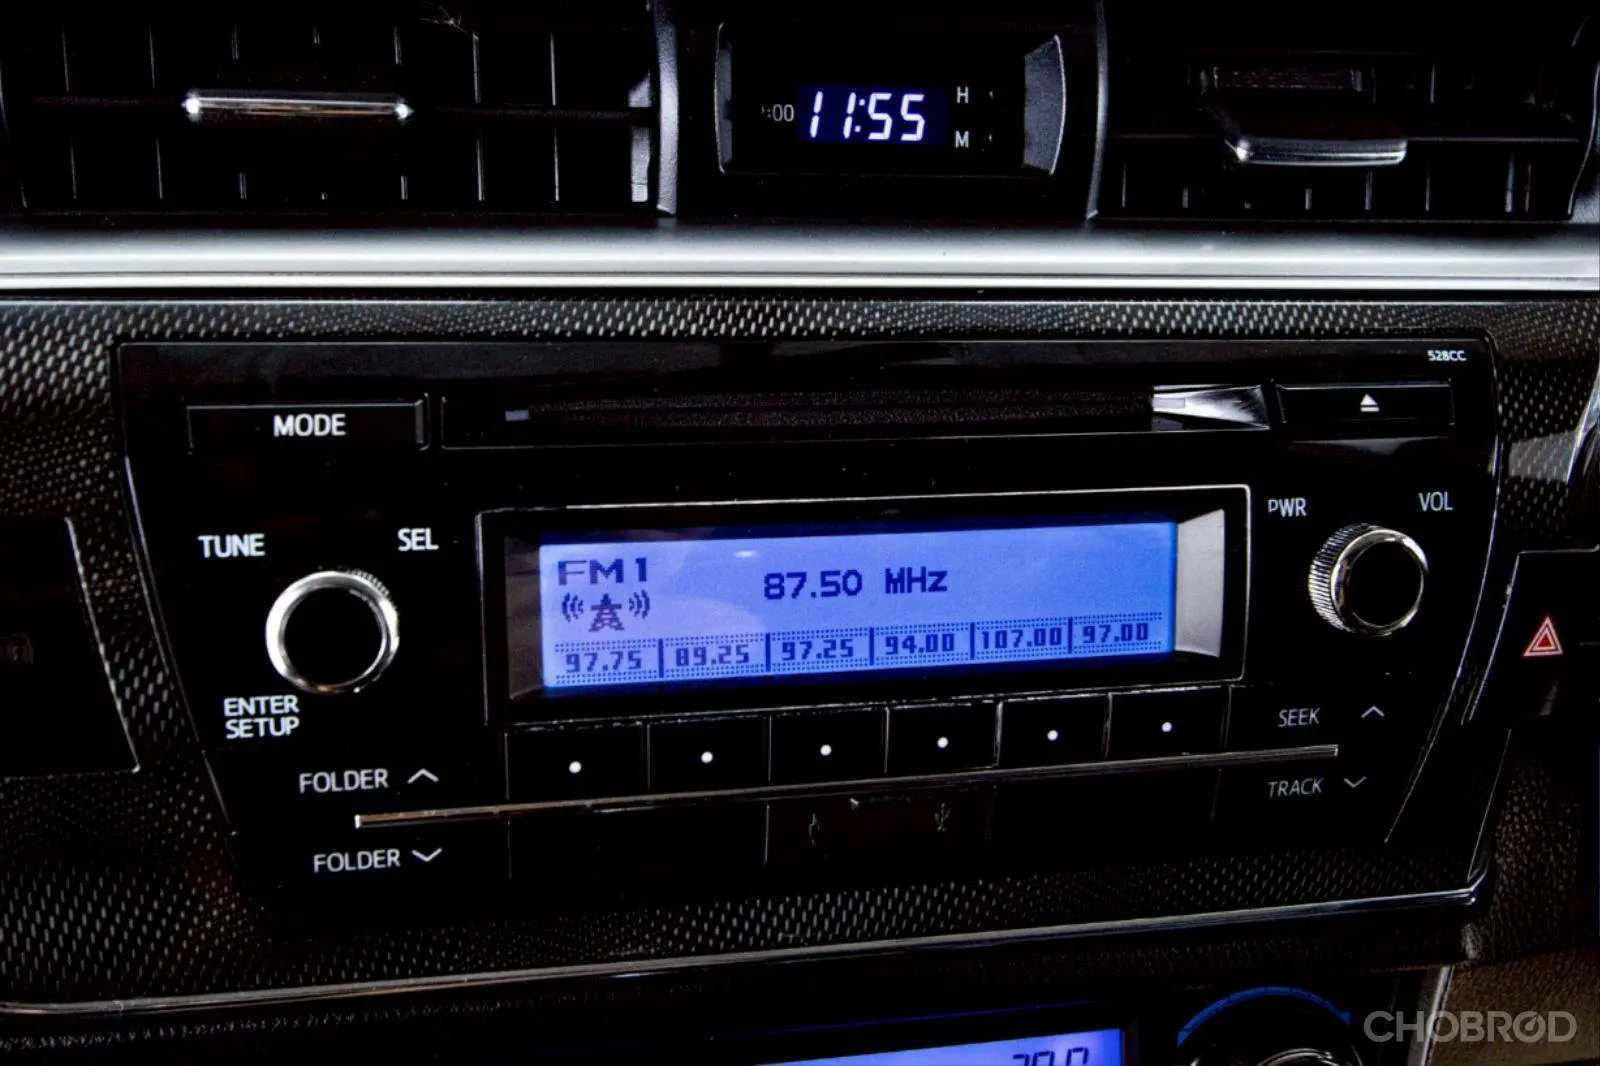 :00 11:55 H
M
528CC
MODE
PWR VOL
TUNE SEL
FM1 87.50 MHz
97.75 89.25 97.25 94.00 107.00 97.00
ENTER
SETUP
SEEK
FOLDER
TRACK
FOLDER
CHOBROD